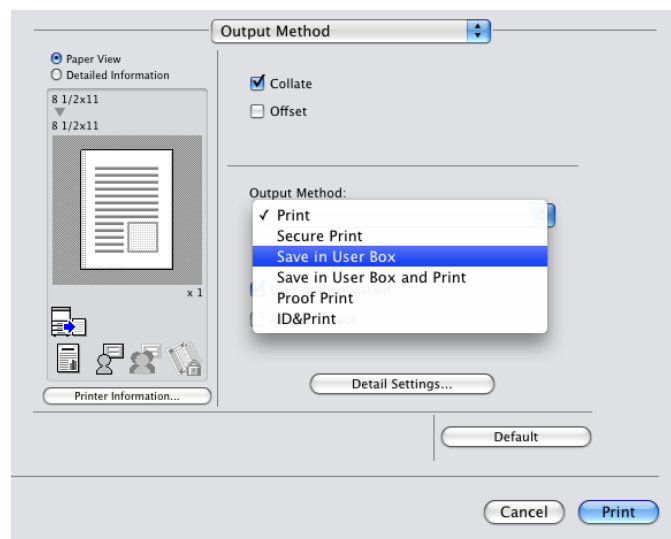 Output Method
Paper View
Detailed Information
8 1/2x11
8 1/2x11
x 1
Printer Information...
Collate
Offset
Output Method:
✓ Print
Secure Print
Save in User Box
Save in User Box and Print
Proof Print
ID&Print
Detail Settings...
Default
Cancel
Print